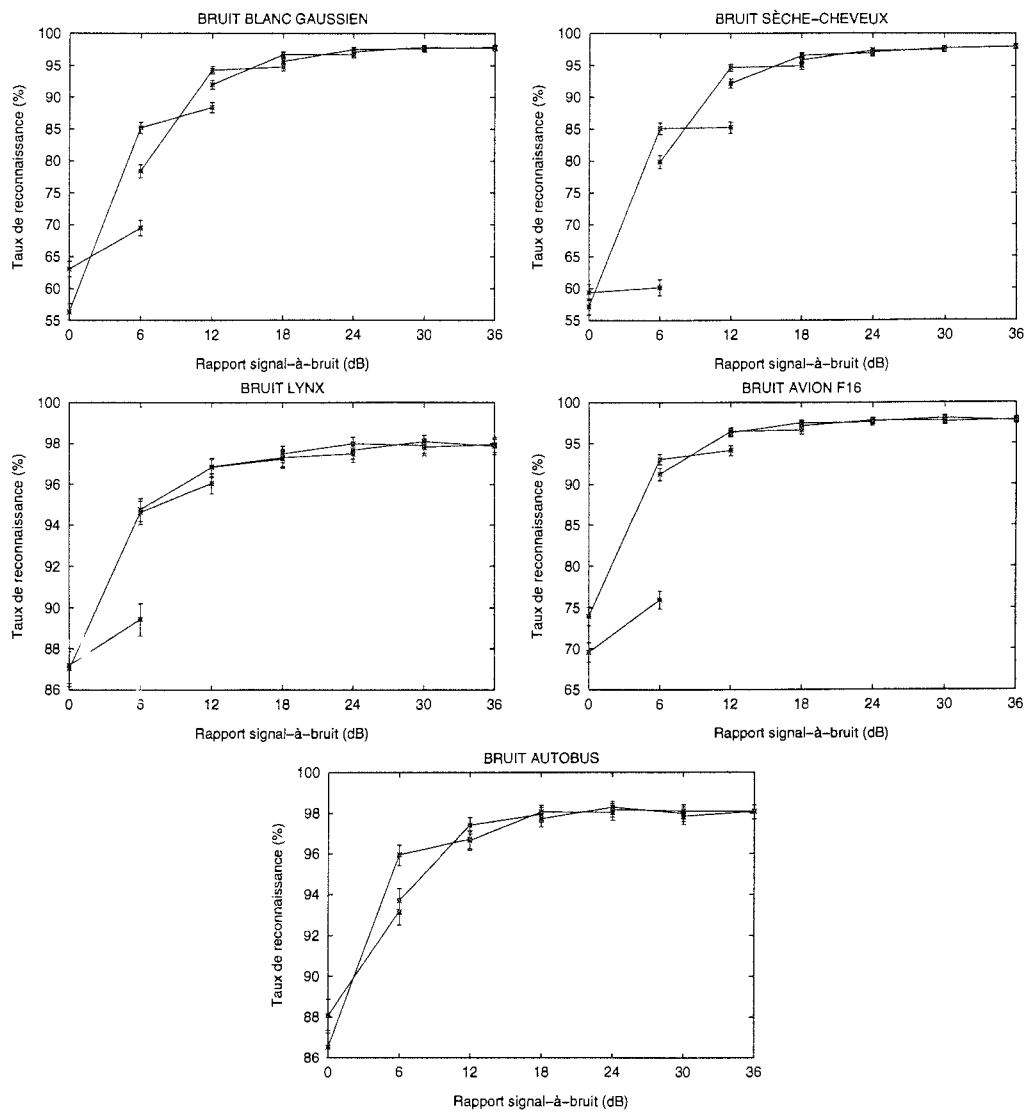 BRUIT BLANC GAUSSIEN
100
95
90
85
80
75
70
65
60
55
Taux de reconnaissance (%)
0 6 12 18 24 30 36
Rapport signal-à-bruit (dB)
BRUIT SÈCHE-CHEVEUX
100
95
90
85
80
75
70
65
60
55
Taux de reconnaissance (%)
0 6 12 18 24 30 36
Rapport signal-à-bruit (dB)
BRUIT LYNX
100
98
96
94
92
90
88
86
Taux de reconnaissance (%)
0 6 12 18 24 30 36
Rapport signal-à-bruit (dB)
BRUIT AVION F16
100
95
90
85
80
75
70
65
Taux de reconnaissance (%)
0 6 12 18 24 30 36
Rapport signal-à-bruit (dB)
BRUIT AUTOBUS
100
98
96
94
92
90
88
86
Taux de reconnaissance (%)
0 6 12 18 24 30 36
Rapport signal-à-bruit (dB)